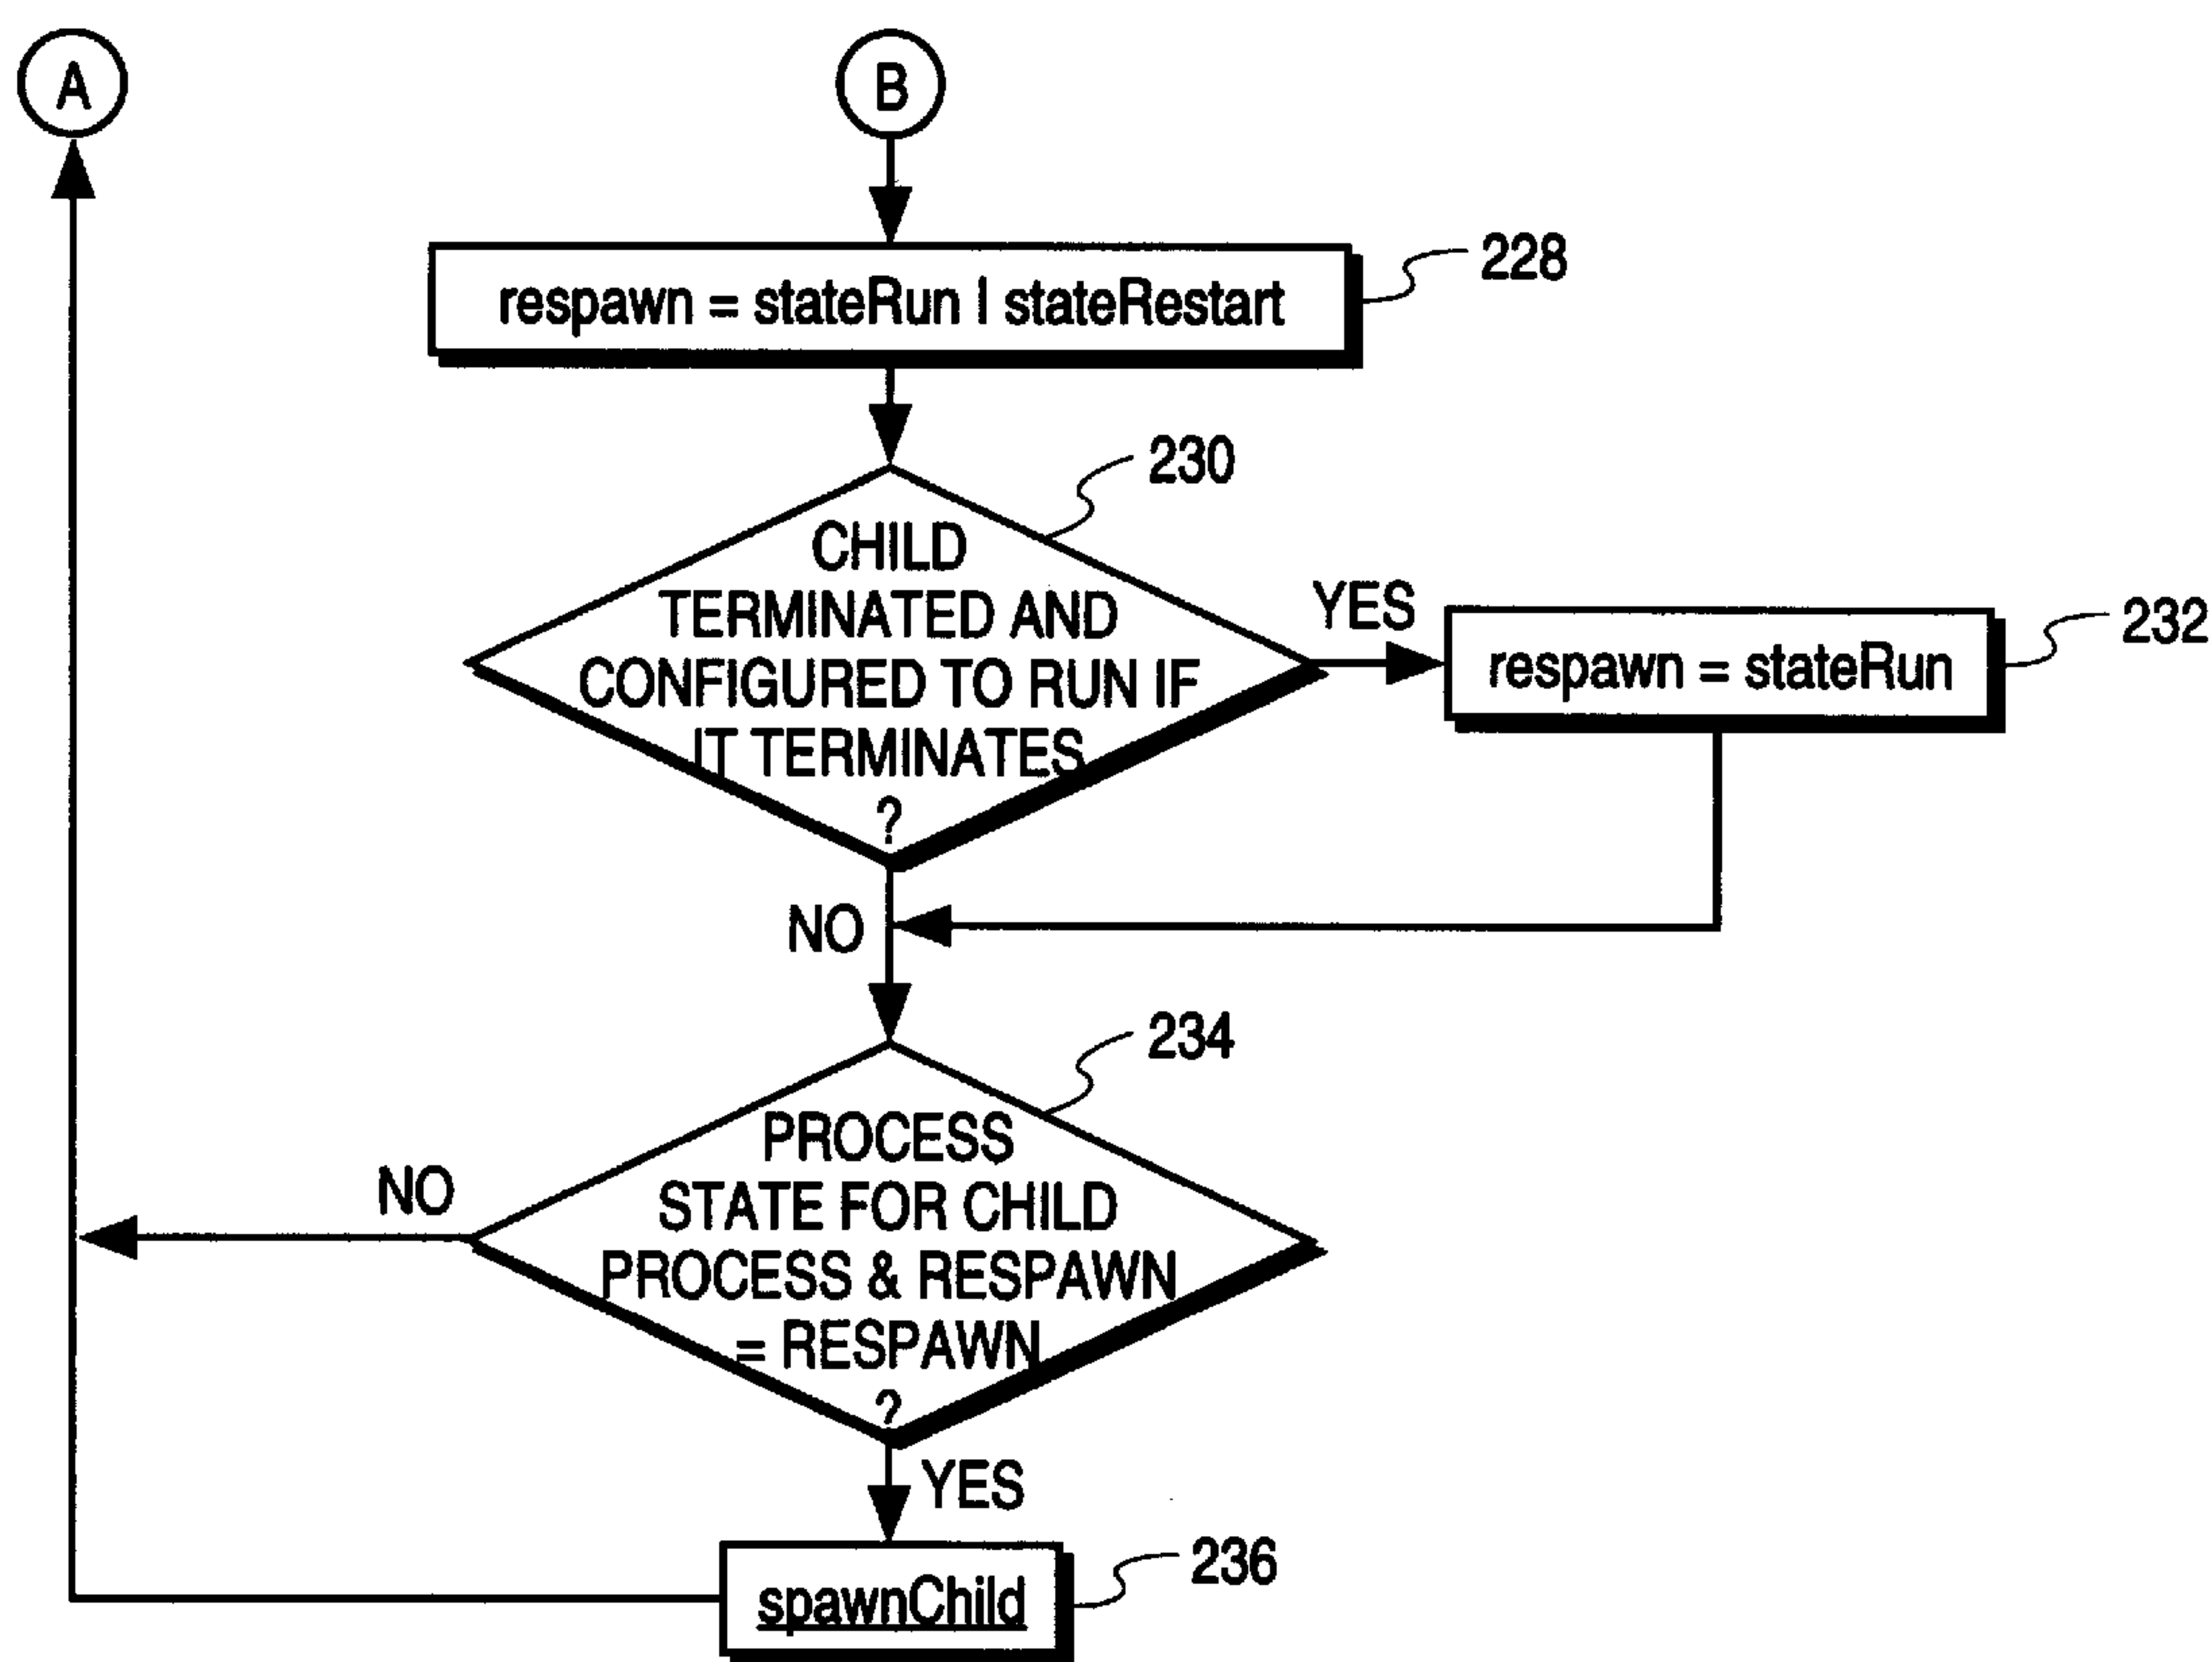 A
B
respawn = stateRun | stateRestart
228
230
CHILD
TERMINATED AND
CONFIGURED TO RUN IF
IT TERMINATES
?
YES
respawn = stateRun
232
NO
234
PROCESS
STATE FOR CHILD
PROCESS & RESPAWN
= RESPAWN
?
NO
YES
spawnChild
236